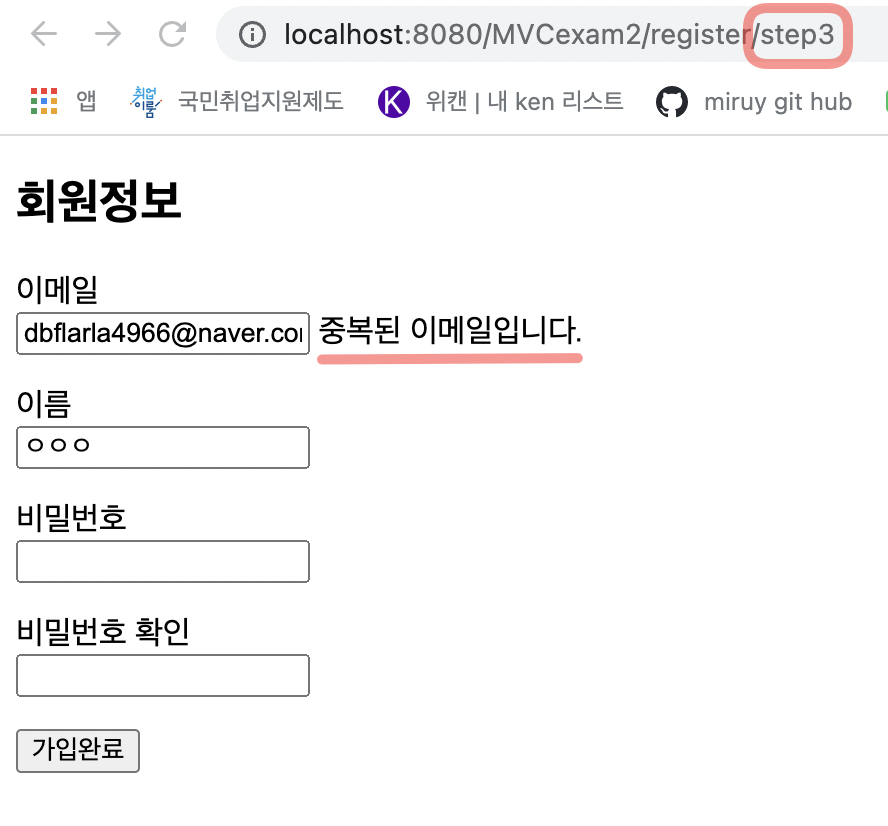 localhost:8080/MVCexam2/register/step3
앱 취업이룸 국민취업지원제도 K 위캔 | 내 ken 리스트 miruy git hub
회원정보
이메일
dbflarla4966@naver.co 중복된 이메일입니다.
이름
ㅇㅇㅇ
비밀번호
비밀번호 확인
가입완료